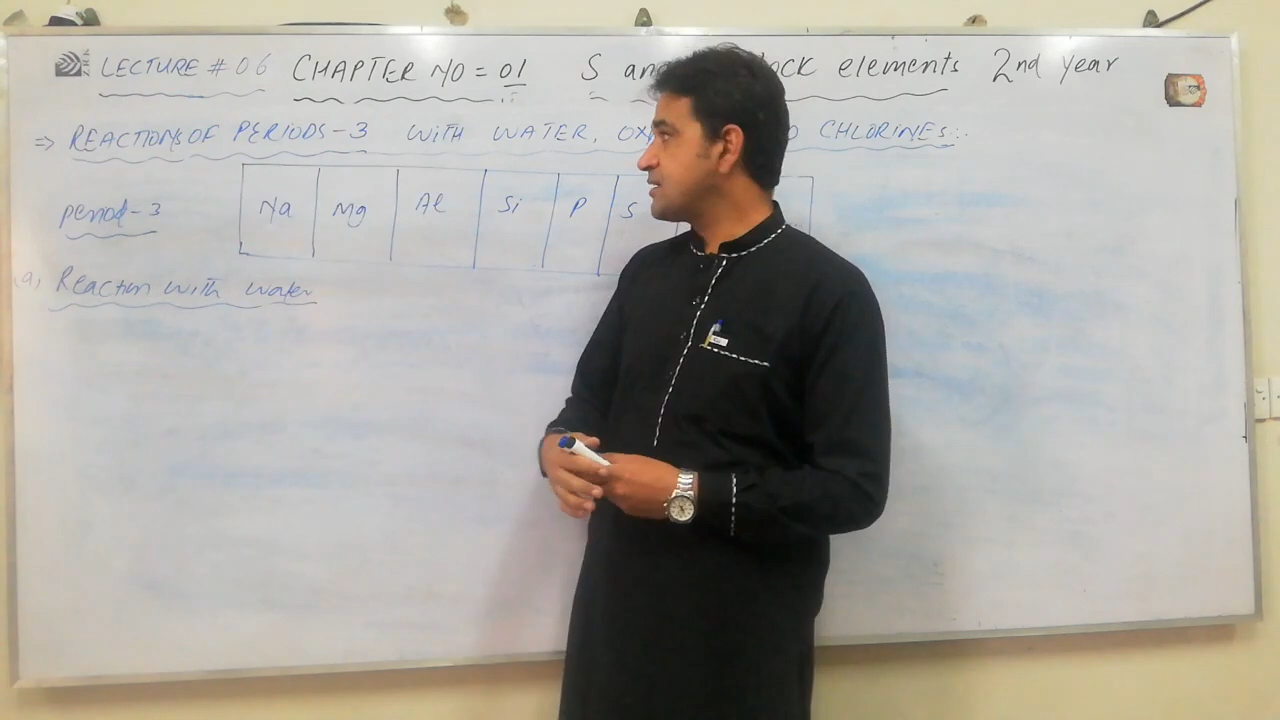 LECTURE # 06 CHAPTER NO = 01 S an ock elements 2nd year
⇒ REACTIONS OF PERIODS-3 WITH WATER, OX CHLORINES:.
period-3 Na Mg Al Si P S
(a) Reaction with water